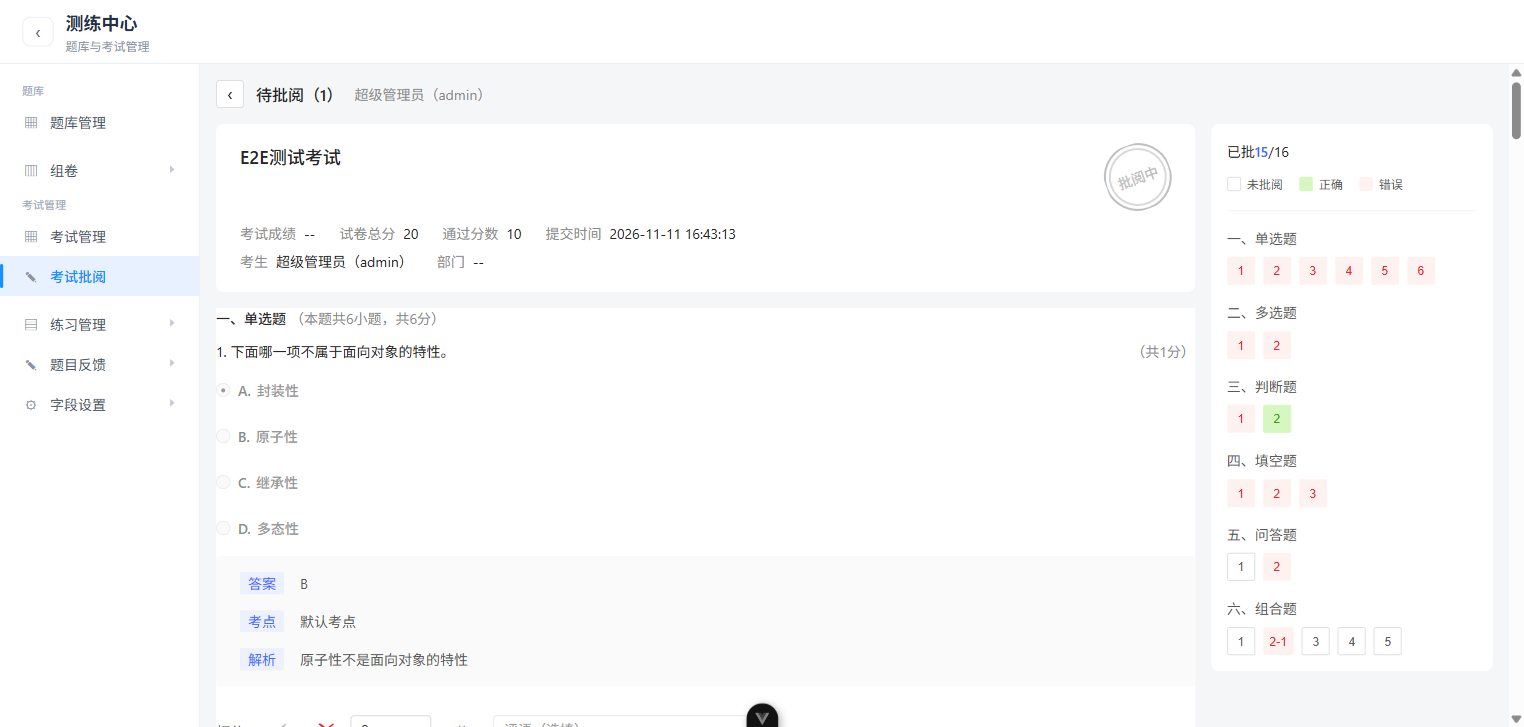 ‹
测练中心
题库与考试管理
题库
题库管理
组卷
考试管理
考试管理
考试批阅
练习管理
题目反馈
字段设置
‹ 待批阅（1） 超级管理员（admin）
E2E测试考试
批阅中
考试成绩 -- 试卷总分 20 通过分数 10 提交时间 2026-11-11 16:43:13
考生 超级管理员（admin） 部门 --
一、单选题 （本题共6小题，共6分）
1. 下面哪一项不属于面向对象的特性。 （共1分）
A. 封装性
B. 原子性
C. 继承性
D. 多态性
答案 B
考点 默认考点
解析 原子性不是面向对象的特性
已批15/16
未批阅 正确 错误
一、单选题
1 2 3 4 5 6
二、多选题
1 2
三、判断题
1 2
四、填空题
1 2 3
五、问答题
1 2
六、组合题
1 2-1 3 4 5